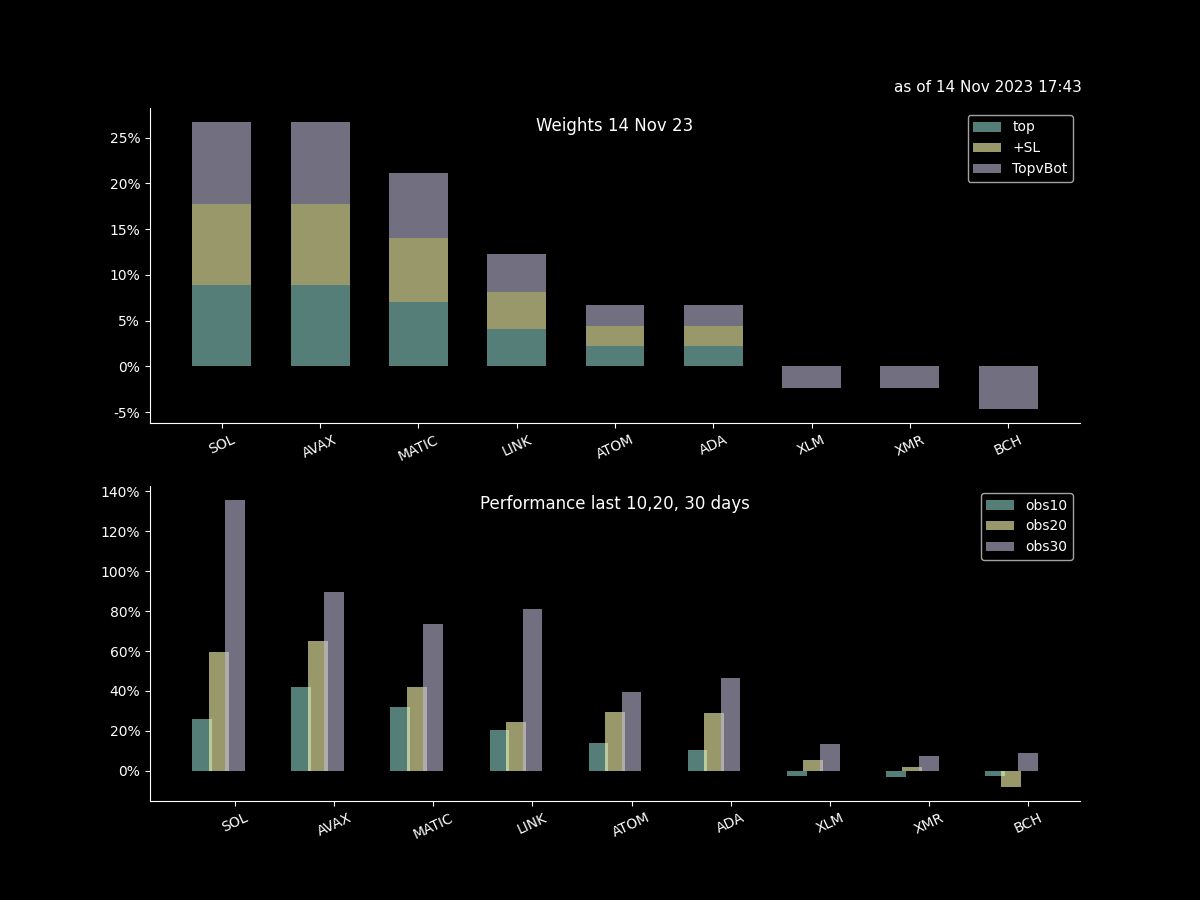 as of 14 Nov 2023 17:43
Weights 14 Nov 23
top
+SL
TopvBot
25%
20%
15%
10%
5%
0%
-5%
SOL AVAX MATIC LINK ATOM ADA XLM XMR BCH
Performance last 10,20, 30 days
obs10
obs20
obs30
140%
120%
100%
80%
60%
40%
20%
0%
SOL AVAX MATIC LINK ATOM ADA XLM XMR BCH